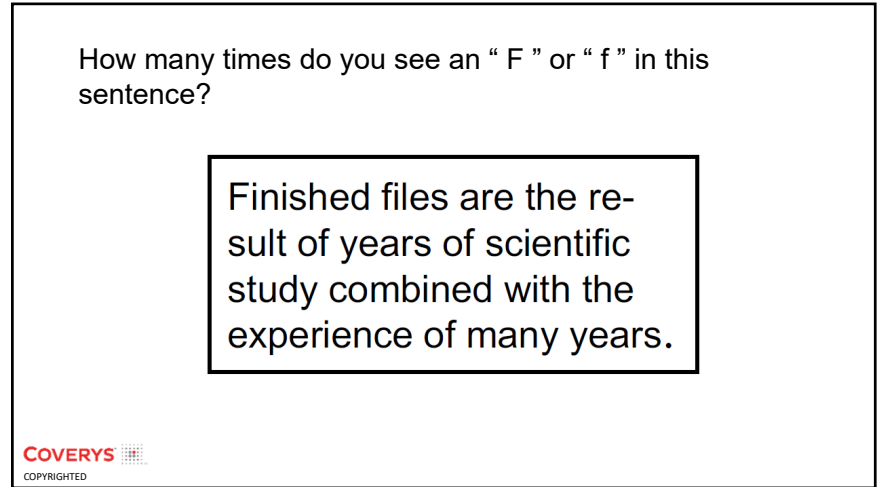 How many times do you see an “ F ” or “ f ” in this
sentence?
Finished files are the re-
sult of years of scientific
study combined with the
experience of many years.
COVERYS
COPYRIGHTED